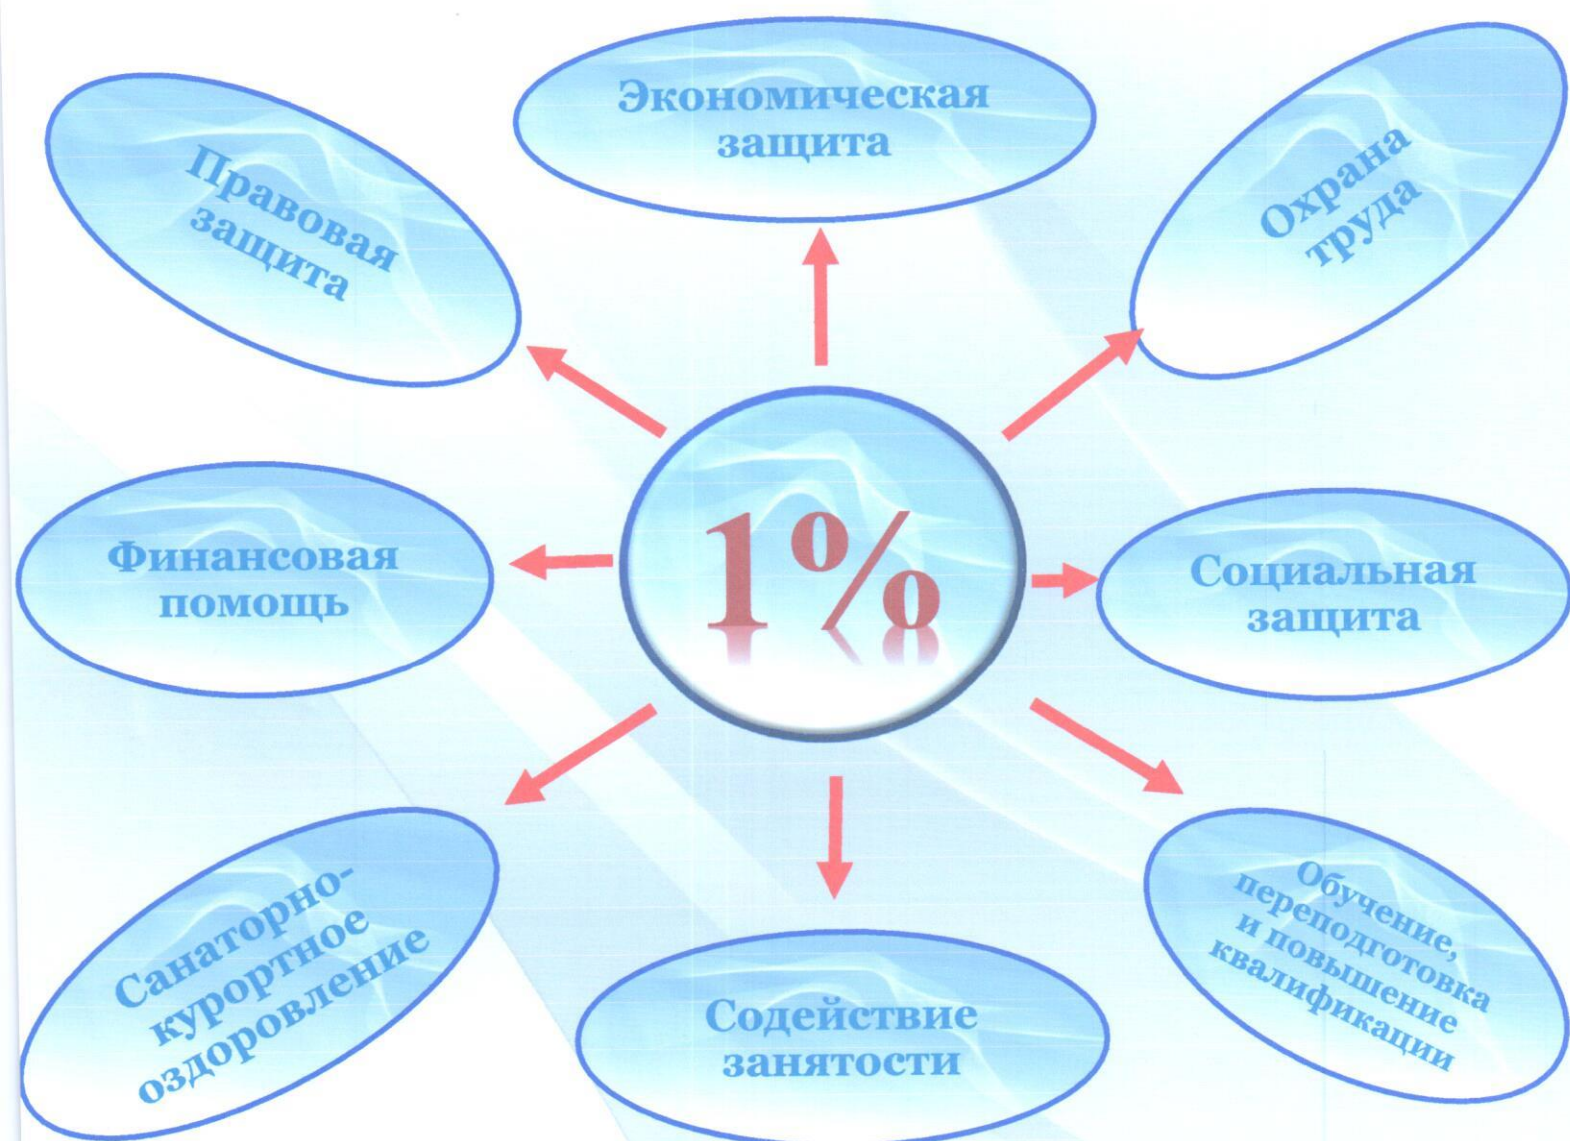 Экономическая
защита
Правовая
защита
Охрана
труда
1%
Финансовая
помощь
Социальная
защита
Санаторно-
курортное
оздоровление
Содействие
занятости
Обучение,
переподготовка
и повышение
квалификации